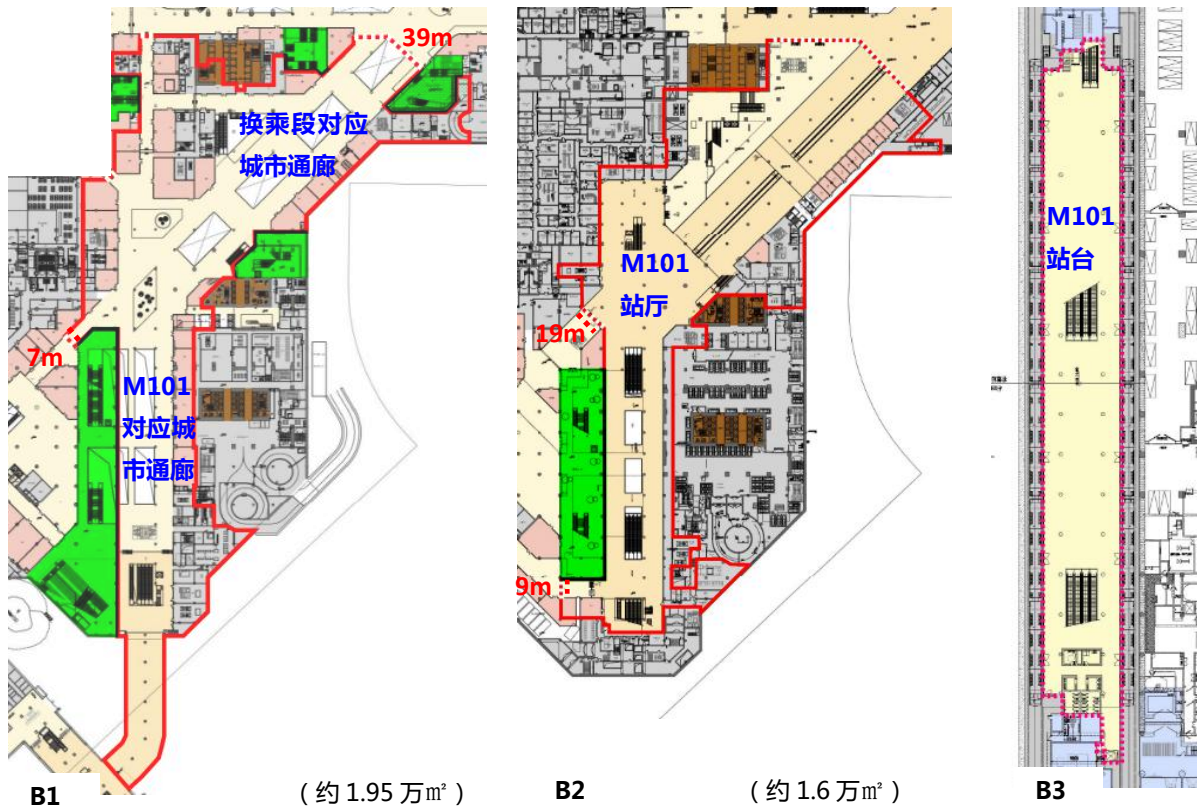 39m
换乘段对应
城市通廊
7m
M101
对应城
市通廊
B1
（约 1.95 万㎡）
M101
站厅
19m
9m
B2
（约 1.6 万㎡）
M101
站台
B3